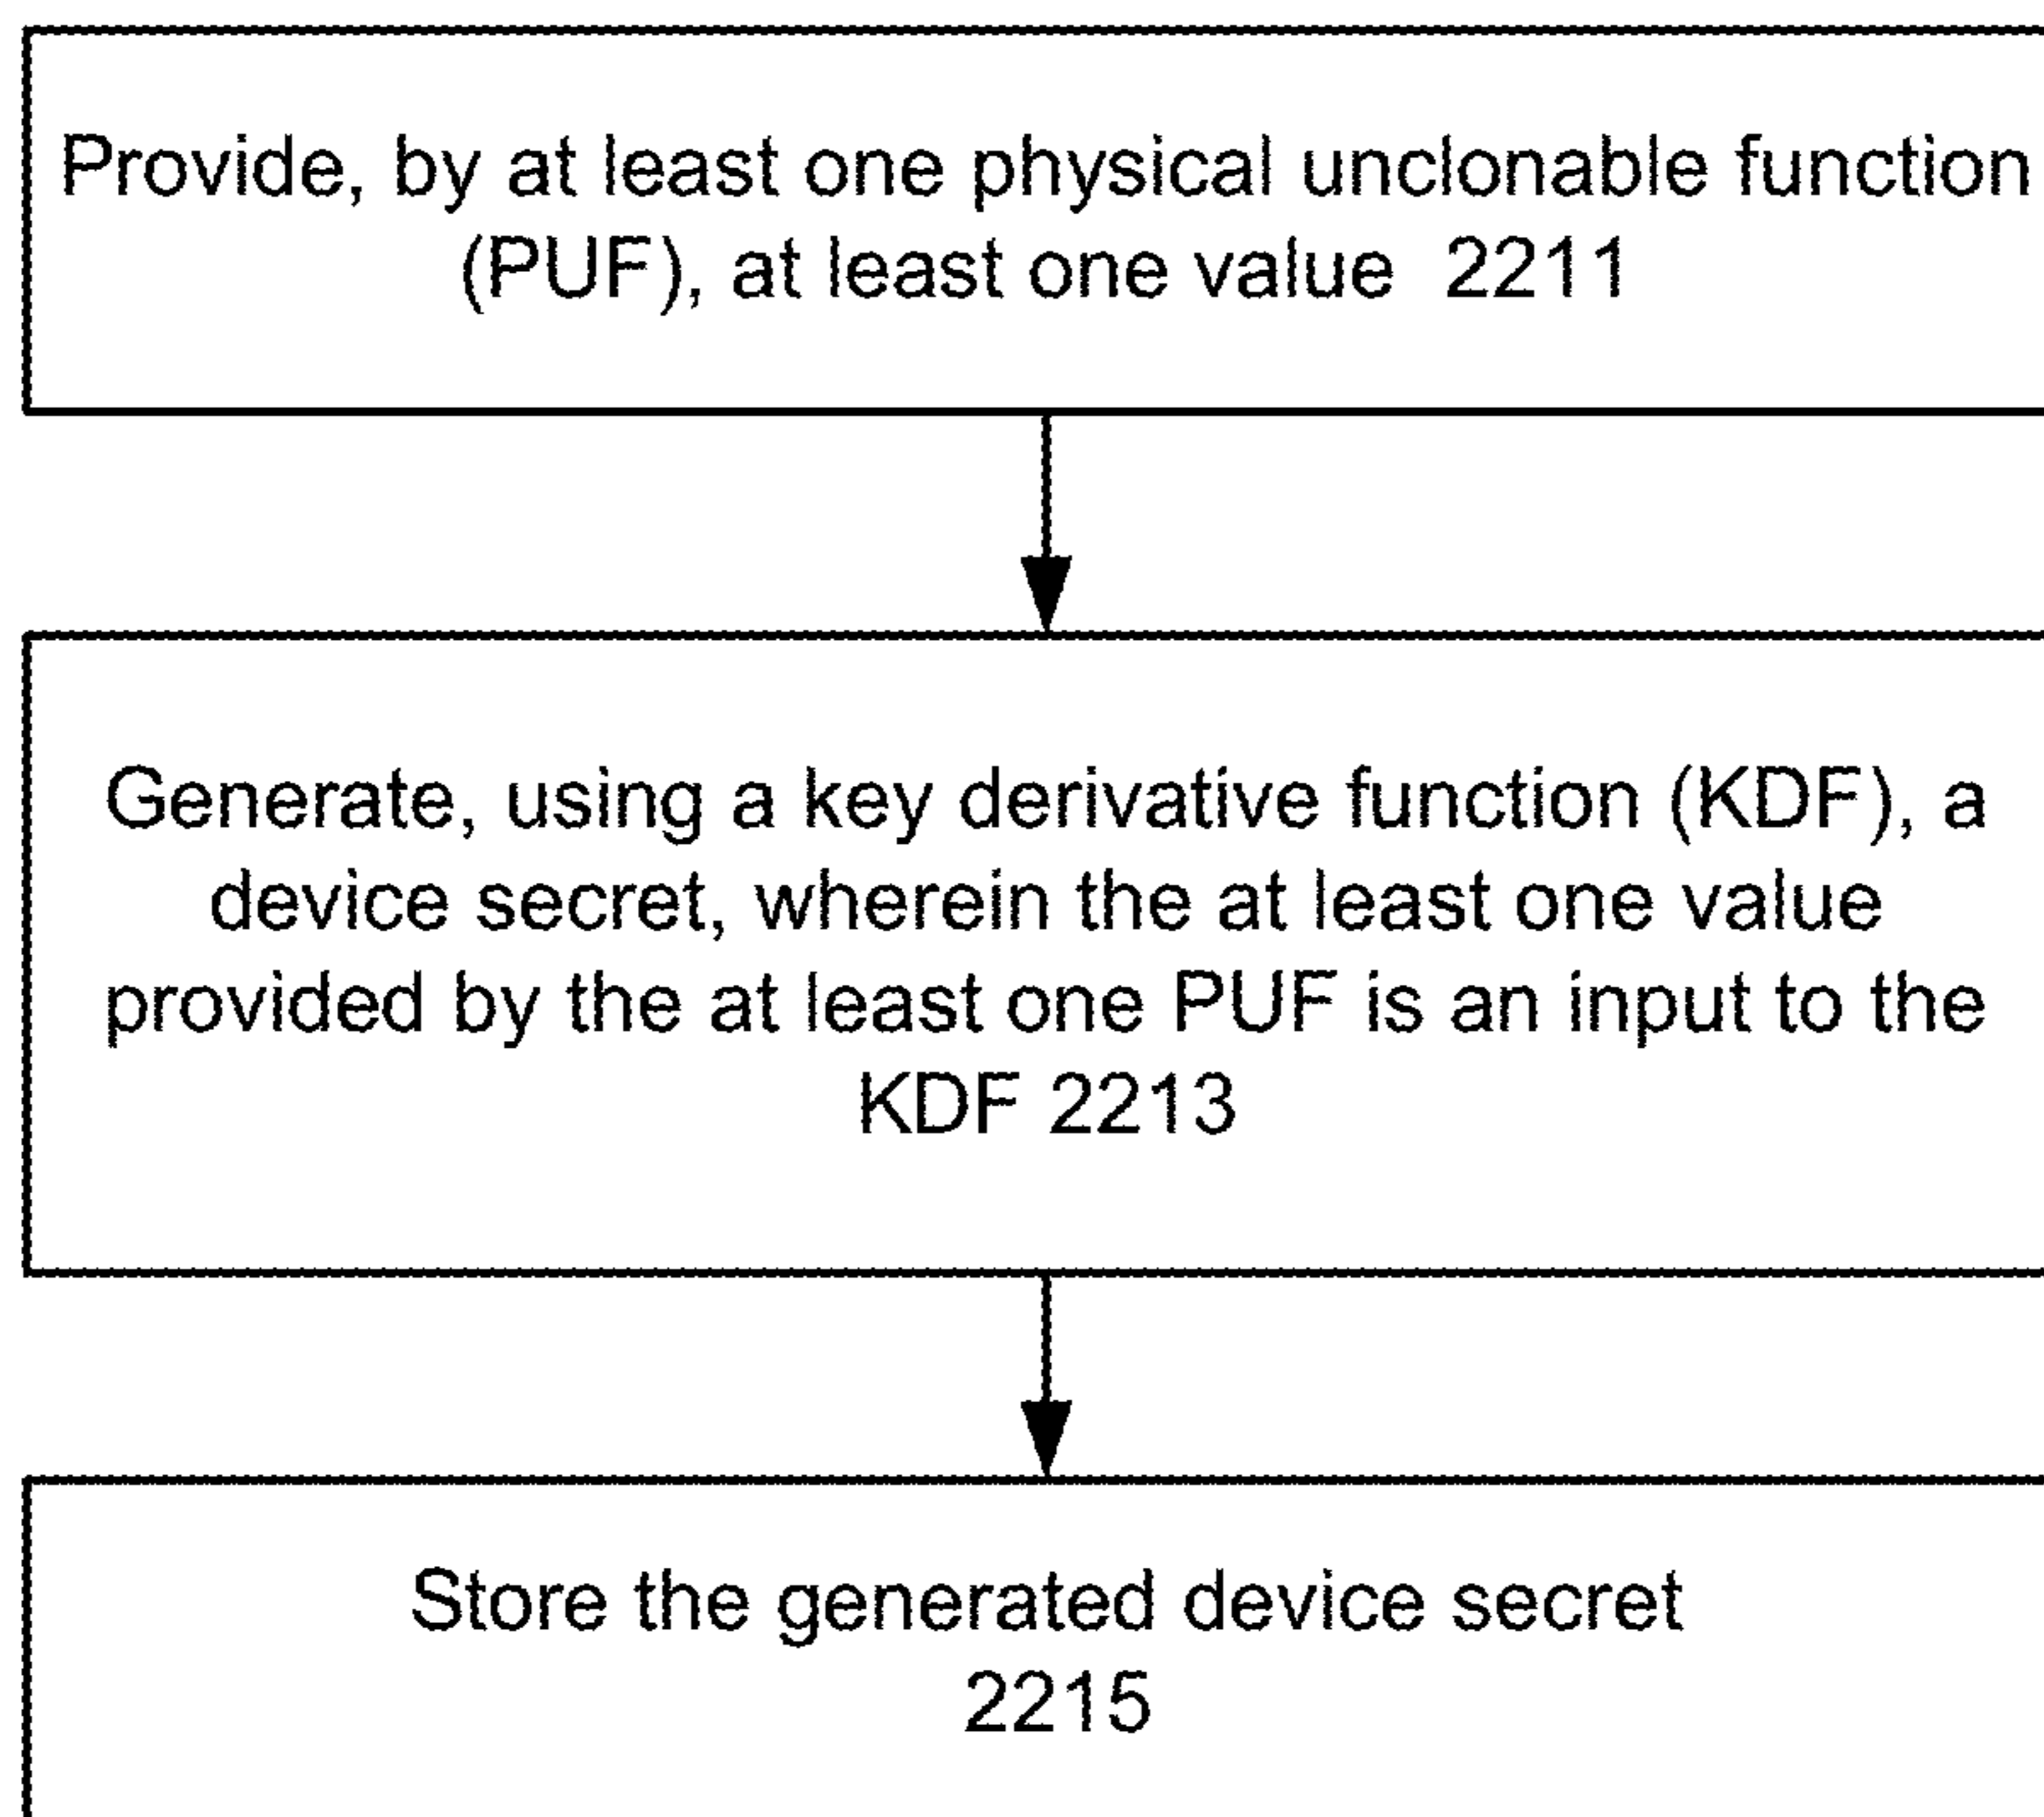 Provide, by at least one physical unclonable function
(PUF), at least one value 2211
Generate, using a key derivative function (KDF), a
device secret, wherein the at least one value
provided by the at least one PUF is an input to the
KDF 2213
Store the generated device secret
2215